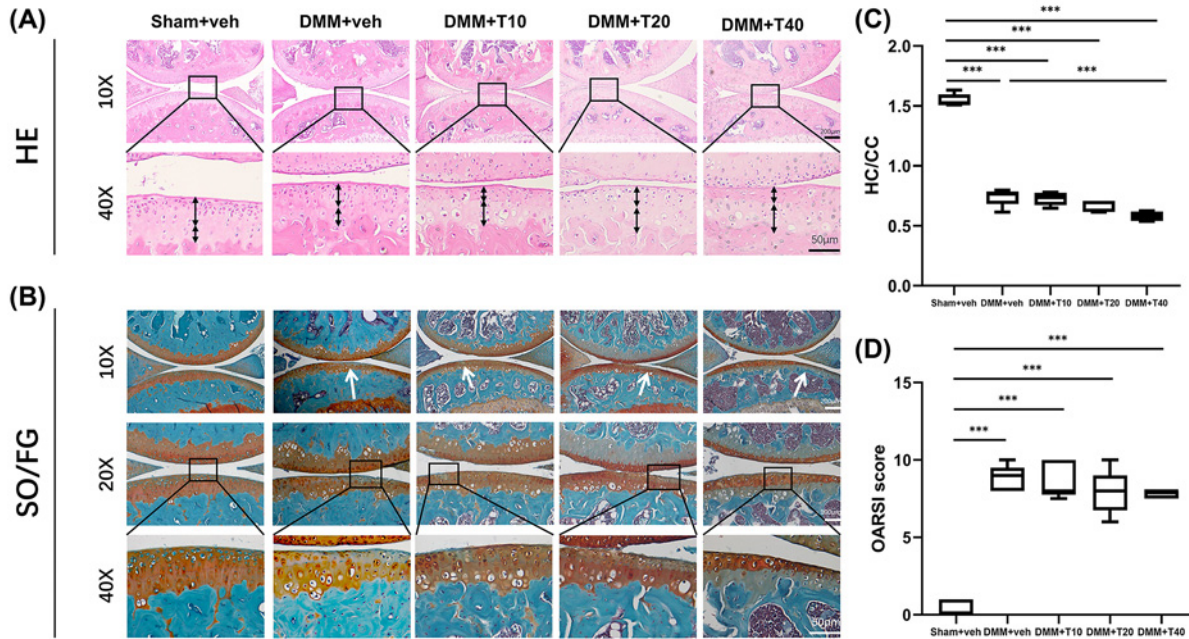 (A)
Sham+veh DMM+veh DMM+T10 DMM+T20 DMM+T40
HE
10X
200μm
40X
50μm
(B)
SO/FG
10X
200μm
20X
40X
50μm
(C)
***
***
***
*** ***
HC/CC
2.0
1.5
1.0
0.5
0.0
Sham+veh DMM+veh DMM+T10 DMM+T20 DMM+T40
(D)
***
***
***
***
OARSI score
15
10
5
0
Sham+veh DMM+veh DMM+T10 DMM+T20 DMM+T40